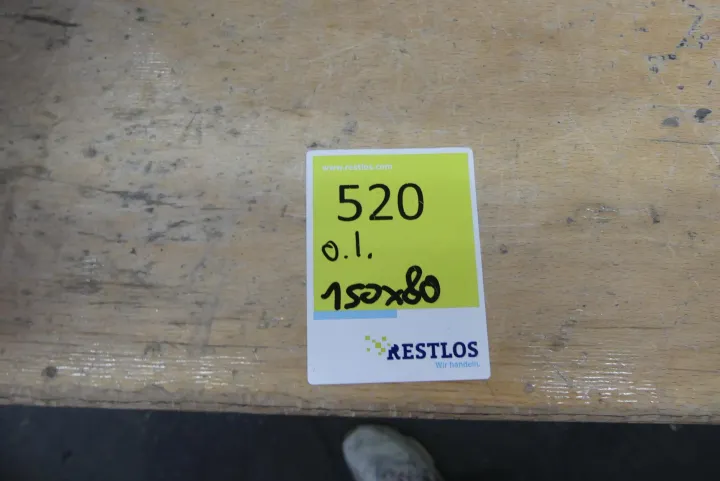 www.restlos.com
520
o.l.
150x80
RESTLOS
Wir handeln.